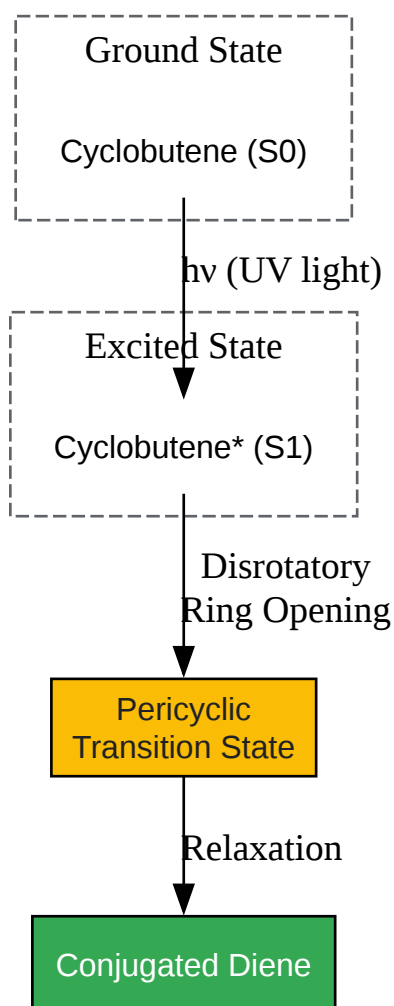 Ground State
Cyclobutene (S0)
hν (UV light)
Excited State
Cyclobutene* (S1)
Disrotatory
Ring Opening
Pericyclic
Transition State
Relaxation
Conjugated Diene